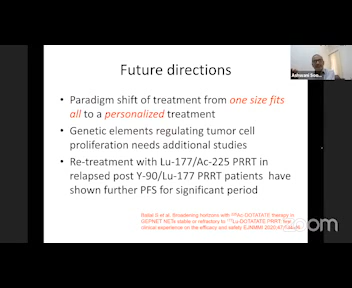 Future directions
• Paradigm shift of treatment from one size fits
all to a personalized treatment
• Genetic elements regulating tumor cell
proliferation needs additional studies
• Re-treatment with Lu-177/Ac-225 PRRT in
relapsed post Y-90/Lu-177 PRRT patients have
shown further PFS for significant period
Ballal S et al. Broadening horizons with 225Ac-DOTATATE therapy in
GEPNET NETs stable or refractory to 177Lu-DOTATATE PRRT: first
clinical experience on the efficacy and safety EJNMMI 2020;47
zoom